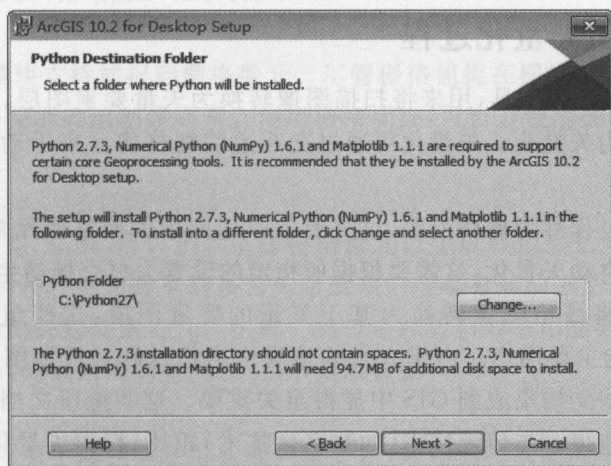 ArcGIS 10.2 for Desktop Setup
Python Destination Folder
Select a folder where Python will be installed.
Python 2.7.3, Numerical Python (NumPy) 1.6.1 and Matplotlib 1.1.1 are required to support
certain core Geoprocessing tools. It is recommended that they be installed by the ArcGIS 10.2
for Desktop setup.
The setup will install Python 2.7.3, Numerical Python (NumPy) 1.6.1 and Matplotlib 1.1.1 in the
following folder. To install into a different folder, click Change and select another folder.
Python Folder
C:\Python27\
Change...
The Python 2.7.3 installation directory should not contain spaces. Python 2.7.3, Numerical
Python (NumPy) 1.6.1 and Matplotlib 1.1.1 will need 94.7 MB of additional disk space to install.
Help
< Back
Next >
Cancel